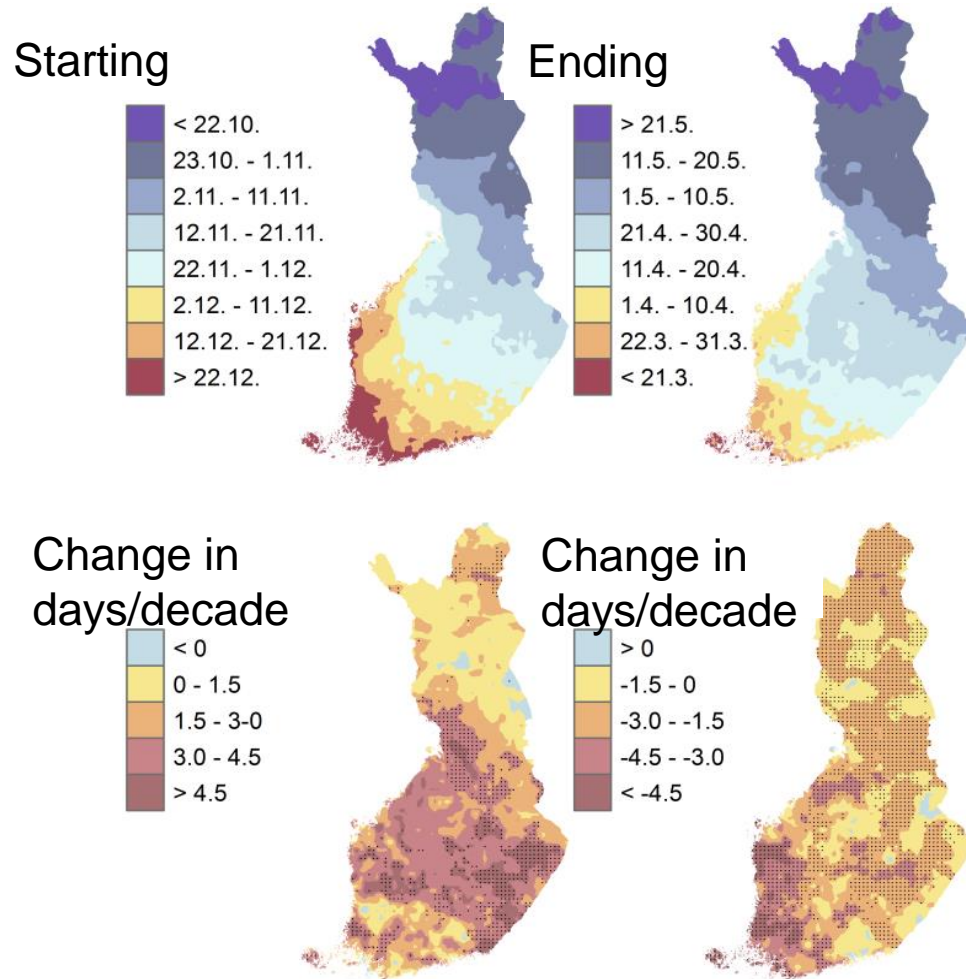 Starting
< 22.10.
23.10. - 1.11.
2.11. - 11.11.
12.11. - 21.11.
22.11. - 1.12.
2.12. - 11.12.
12.12. - 21.12.
> 22.12.
Ending
> 21.5.
11.5. - 20.5.
1.5. - 10.5.
21.4. - 30.4.
11.4. - 20.4.
1.4. - 10.4.
22.3. - 31.3.
< 21.3.
Change in
days/decade
< 0
0 - 1.5
1.5 - 3-0
3.0 - 4.5
> 4.5
Change in
days/decade
> 0
-1.5 - 0
-3.0 - -1.5
-4.5 - -3.0
< -4.5